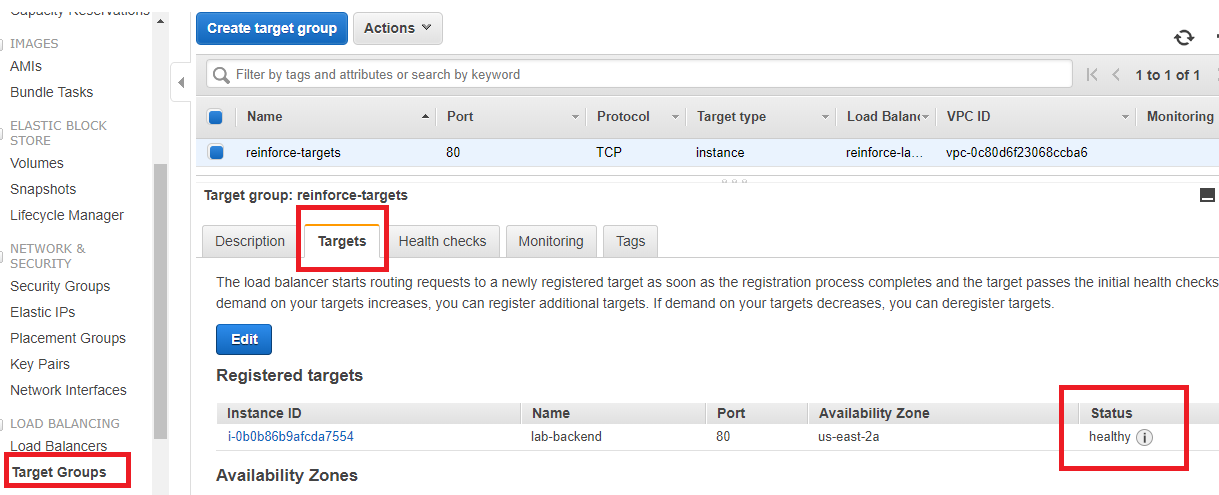 Capacity Reservations
IMAGES
AMIs
Bundle Tasks
ELASTIC BLOCK
STORE
Volumes
Snapshots
Lifecycle Manager
NETWORK &
SECURITY
Security Groups
Elastic IPs
Placement Groups
Key Pairs
Network Interfaces
LOAD BALANCING
Load Balancers
Target Groups
Create target group Actions
Filter by tags and attributes or search by keyword 1 to 1 of 1
Name Port Protocol Target type Load Balanc VPC ID Monitoring
reinforce-targets 80 TCP instance reinforce-la… vpc-0c80d6f23068ccba6
Target group: reinforce-targets
Description Targets Health checks Monitoring Tags
The load balancer starts routing requests to a newly registered target as soon as the registration process completes and the target passes the initial health checks
demand on your targets increases, you can register additional targets. If demand on your targets decreases, you can deregister targets.
Edit
Registered targets
Instance ID Name Port Availability Zone Status
i-0b0b86b9afcda7554 lab-backend 80 us-east-2a healthy i
Availability Zones